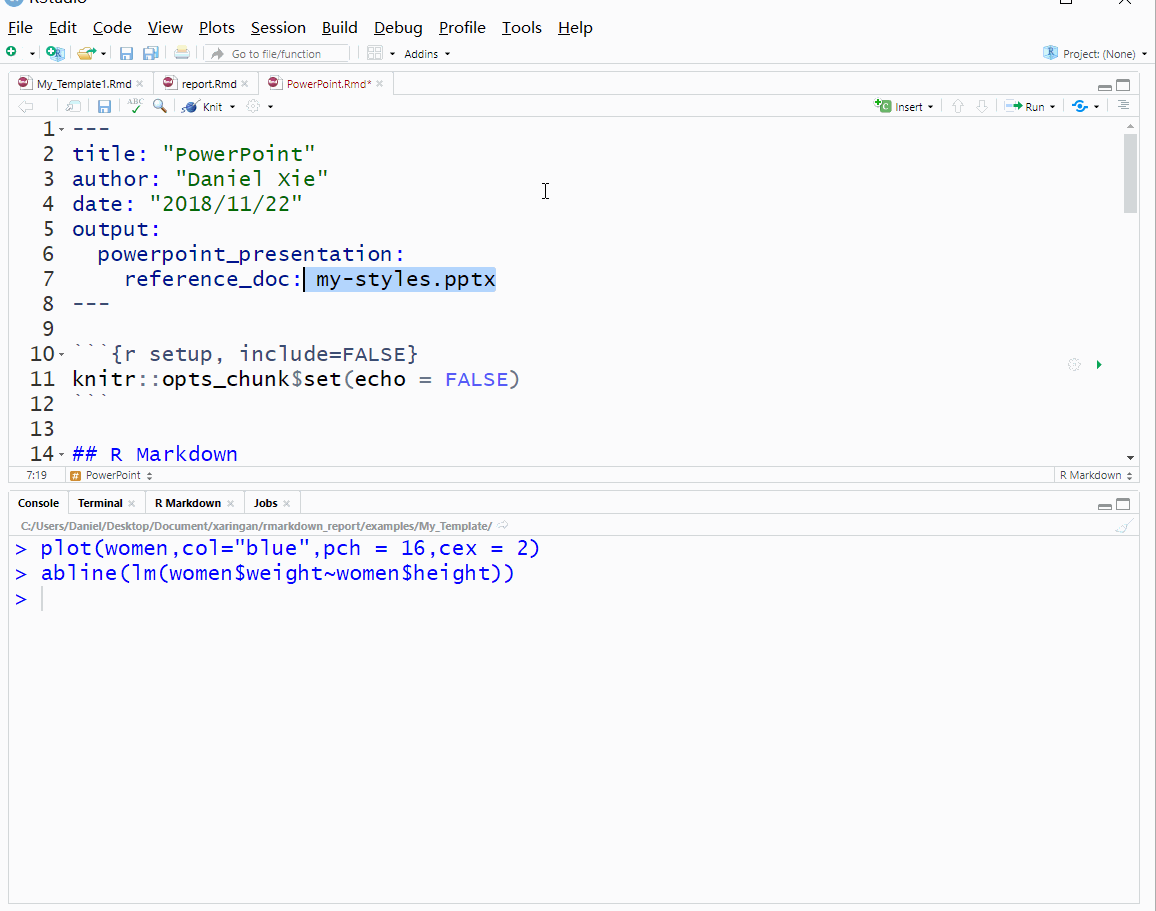 RStudio
File Edit Code View Plots Session Build Debug Profile Tools Help
Go to file/function Addins Project: (None)
My_Template1.Rmd report.Rmd PowerPoint.Rmd*
ABC Knit Insert Run
1 ---
2 title: "PowerPoint"
3 author: "Daniel Xie"
4 date: "2018/11/22"
5 output:
6 powerpoint_presentation:
7 reference_doc: my-styles.pptx
8 ---
9
10 ```{r setup, include=FALSE}
11 knitr::opts_chunk$set(echo = FALSE)
12 ```
13
14 ## R Markdown
7:19 # PowerPoint R Markdown
Console Terminal R Markdown Jobs
C:/Users/Daniel/Desktop/Document/xaringan/rmarkdown_report/examples/My_Template/
> plot(women,col="blue",pch = 16,cex = 2)
> abline(lm(women$weight~women$height))
>